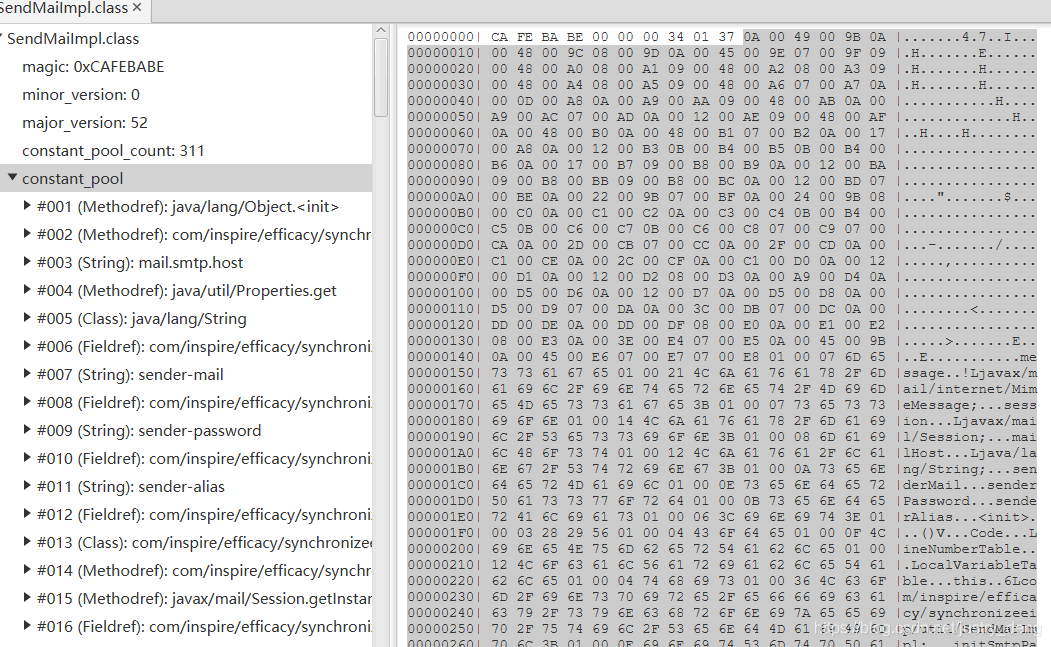 SendMailImpl.class ×
SendMailImpl.class
magic: 0xCAFEBABE
minor_version: 0
major_version: 52
constant_pool_count: 311
constant_pool
#001 (Methodref): java/lang/Object.<init>
#002 (Methodref): com/inspire/efficacy/synchr
#003 (String): mail.smtp.host
#004 (Methodref): java/util/Properties.get
#005 (Class): java/lang/String
#006 (Fieldref): com/inspire/efficacy/synchroni
#007 (String): sender-mail
#008 (Fieldref): com/inspire/efficacy/synchroni
#009 (String): sender-password
#010 (Fieldref): com/inspire/efficacy/synchroni
#011 (String): sender-alias
#012 (Fieldref): com/inspire/efficacy/synchroni
#013 (Class): com/inspire/efficacy/synchronize
#014 (Methodref): com/inspire/efficacy/synchr
#015 (Methodref): javax/mail/Session.getInstar
#016 (Fieldref): com/inspire/efficacy/synchroni
00000000| CA FE BA BE 00 00 00 34 01 37 0A 00 49 00 9B 0A |.......4.7..I...
00000010| 00 48 00 9C 08 00 9D 0A 00 45 00 9E 07 00 9F 09 |.H.......E......
00000020| 00 48 00 A0 08 00 A1 09 00 48 00 A2 08 00 A3 09 |.H.......H......
00000030| 00 48 00 A4 08 00 A5 09 00 48 00 A6 07 00 A7 0A |.H.......H......
00000040| 00 0D 00 A8 0A 00 A9 00 AA 09 00 48 00 AB 0A 00 |...........H....
00000050| A9 00 AC 07 00 AD 0A 00 12 00 AE 09 00 48 00 AF |.............H..
00000060| 0A 00 48 00 B0 0A 00 48 00 B1 07 00 B2 0A 00 17 |..H....H........
00000070| 00 A8 0A 00 12 00 B3 0B 00 B4 00 B5 0B 00 B4 00 |................
00000080| B6 0A 00 17 00 B7 09 00 B8 00 B9 0A 00 12 00 BA |................
00000090| 09 00 B8 00 BB 09 00 B8 00 BC 0A 00 12 00 BD 07 |................
000000A0| 00 BE 0A 00 22 00 9B 07 00 BF 0A 00 24 00 9B 08 |....".......$...
000000B0| 00 C0 0A 00 C1 00 C2 0A 00 C3 00 C4 0B 00 B4 00 |................
000000C0| C5 0B 00 C6 00 C7 0B 00 C6 00 C8 07 00 C9 07 00 |................
000000D0| CA 0A 00 2D 00 CB 07 00 CC 0A 00 2F 00 CD 0A 00 |...-......./....
000000E0| C1 00 CE 0A 00 2C 00 CF 0A 00 C1 00 D0 0A 00 12 |.....,..........
000000F0| 00 D1 0A 00 12 00 D2 08 00 D3 0A 00 A9 00 D4 0A |................
00000100| 00 D5 00 D6 0A 00 12 00 D7 0A 00 D5 00 D8 0A 00 |................
00000110| D5 00 D9 07 00 DA 0A 00 3C 00 DB 07 00 DC 0A 00 |........<.......
00000120| DD 00 DE 0A 00 DD 00 DF 08 00 E0 0A 00 E1 00 E2 |................
00000130| 08 00 E3 0A 00 3E 00 E4 07 00 E5 0A 00 45 00 9B |.....>.......E..
00000140| 0A 00 45 00 E6 07 00 E7 07 00 E8 01 00 07 6D 65 |..E...........me
00000150| 73 73 61 67 65 01 00 21 4C 6A 61 76 61 78 2F 6D |ssage..!Ljavax/m
00000160| 61 69 6C 2F 69 6E 74 65 72 6E 65 74 2F 4D 69 6D |ail/internet/Mim
00000170| 65 4D 65 73 73 61 67 65 3B 01 00 07 73 65 73 73 |eMessage;...sess
00000180| 69 6F 6E 01 00 14 4C 6A 61 76 61 78 2F 6D 61 69 |ion...Ljavax/mai
00000190| 6C 2F 53 65 73 73 69 6F 6E 3B 01 00 08 6D 61 69 |l/Session;...mai
000001A0| 6C 48 6F 73 74 01 00 12 4C 6A 61 76 61 2F 6C 61 |lHost...Ljava/la
000001B0| 6E 67 2F 53 74 72 69 6E 67 3B 01 00 0A 73 65 6E |ng/String;...sen
000001C0| 64 65 72 4D 61 69 6C 01 00 0E 73 65 6E 64 65 72 |derMail...sender
000001D0| 50 61 73 73 77 6F 72 64 01 00 0B 73 65 6E 64 65 |Password...sende
000001E0| 72 41 6C 69 61 73 01 00 06 3C 69 6E 69 74 3E 01 |rAlias...<init>.
000001F0| 00 03 28 29 56 01 00 04 43 6F 64 65 01 00 0F 4C |..()V...Code...L
00000200| 69 6E 65 4E 75 6D 62 65 72 54 61 62 6C 65 01 00 |ineNumberTable..
00000210| 12 4C 6F 63 61 6C 56 61 72 69 61 62 6C 65 54 61 |.LocalVariableTa
00000220| 62 6C 65 01 00 04 74 68 69 73 01 00 36 4C 63 6F |ble...this..6Lco
00000230| 6D 2F 69 6E 73 70 69 72 65 2F 65 66 66 69 63 61 |m/inspire/effica
00000240| 63 79 2F 73 79 6E 63 68 72 6F 6E 69 7A 65 65 69 |cy/synchronizeei
00000250| 70 2F 75 74 69 6C 2F 53 65 6E 64 4D 61 69 6C 49 6D |p/util/SendMailIm
00000260| 70 6C 3B 01 00 0F 69 6E 69 74 53 6D 74 70 50 61 |pl;...initSmtpPa